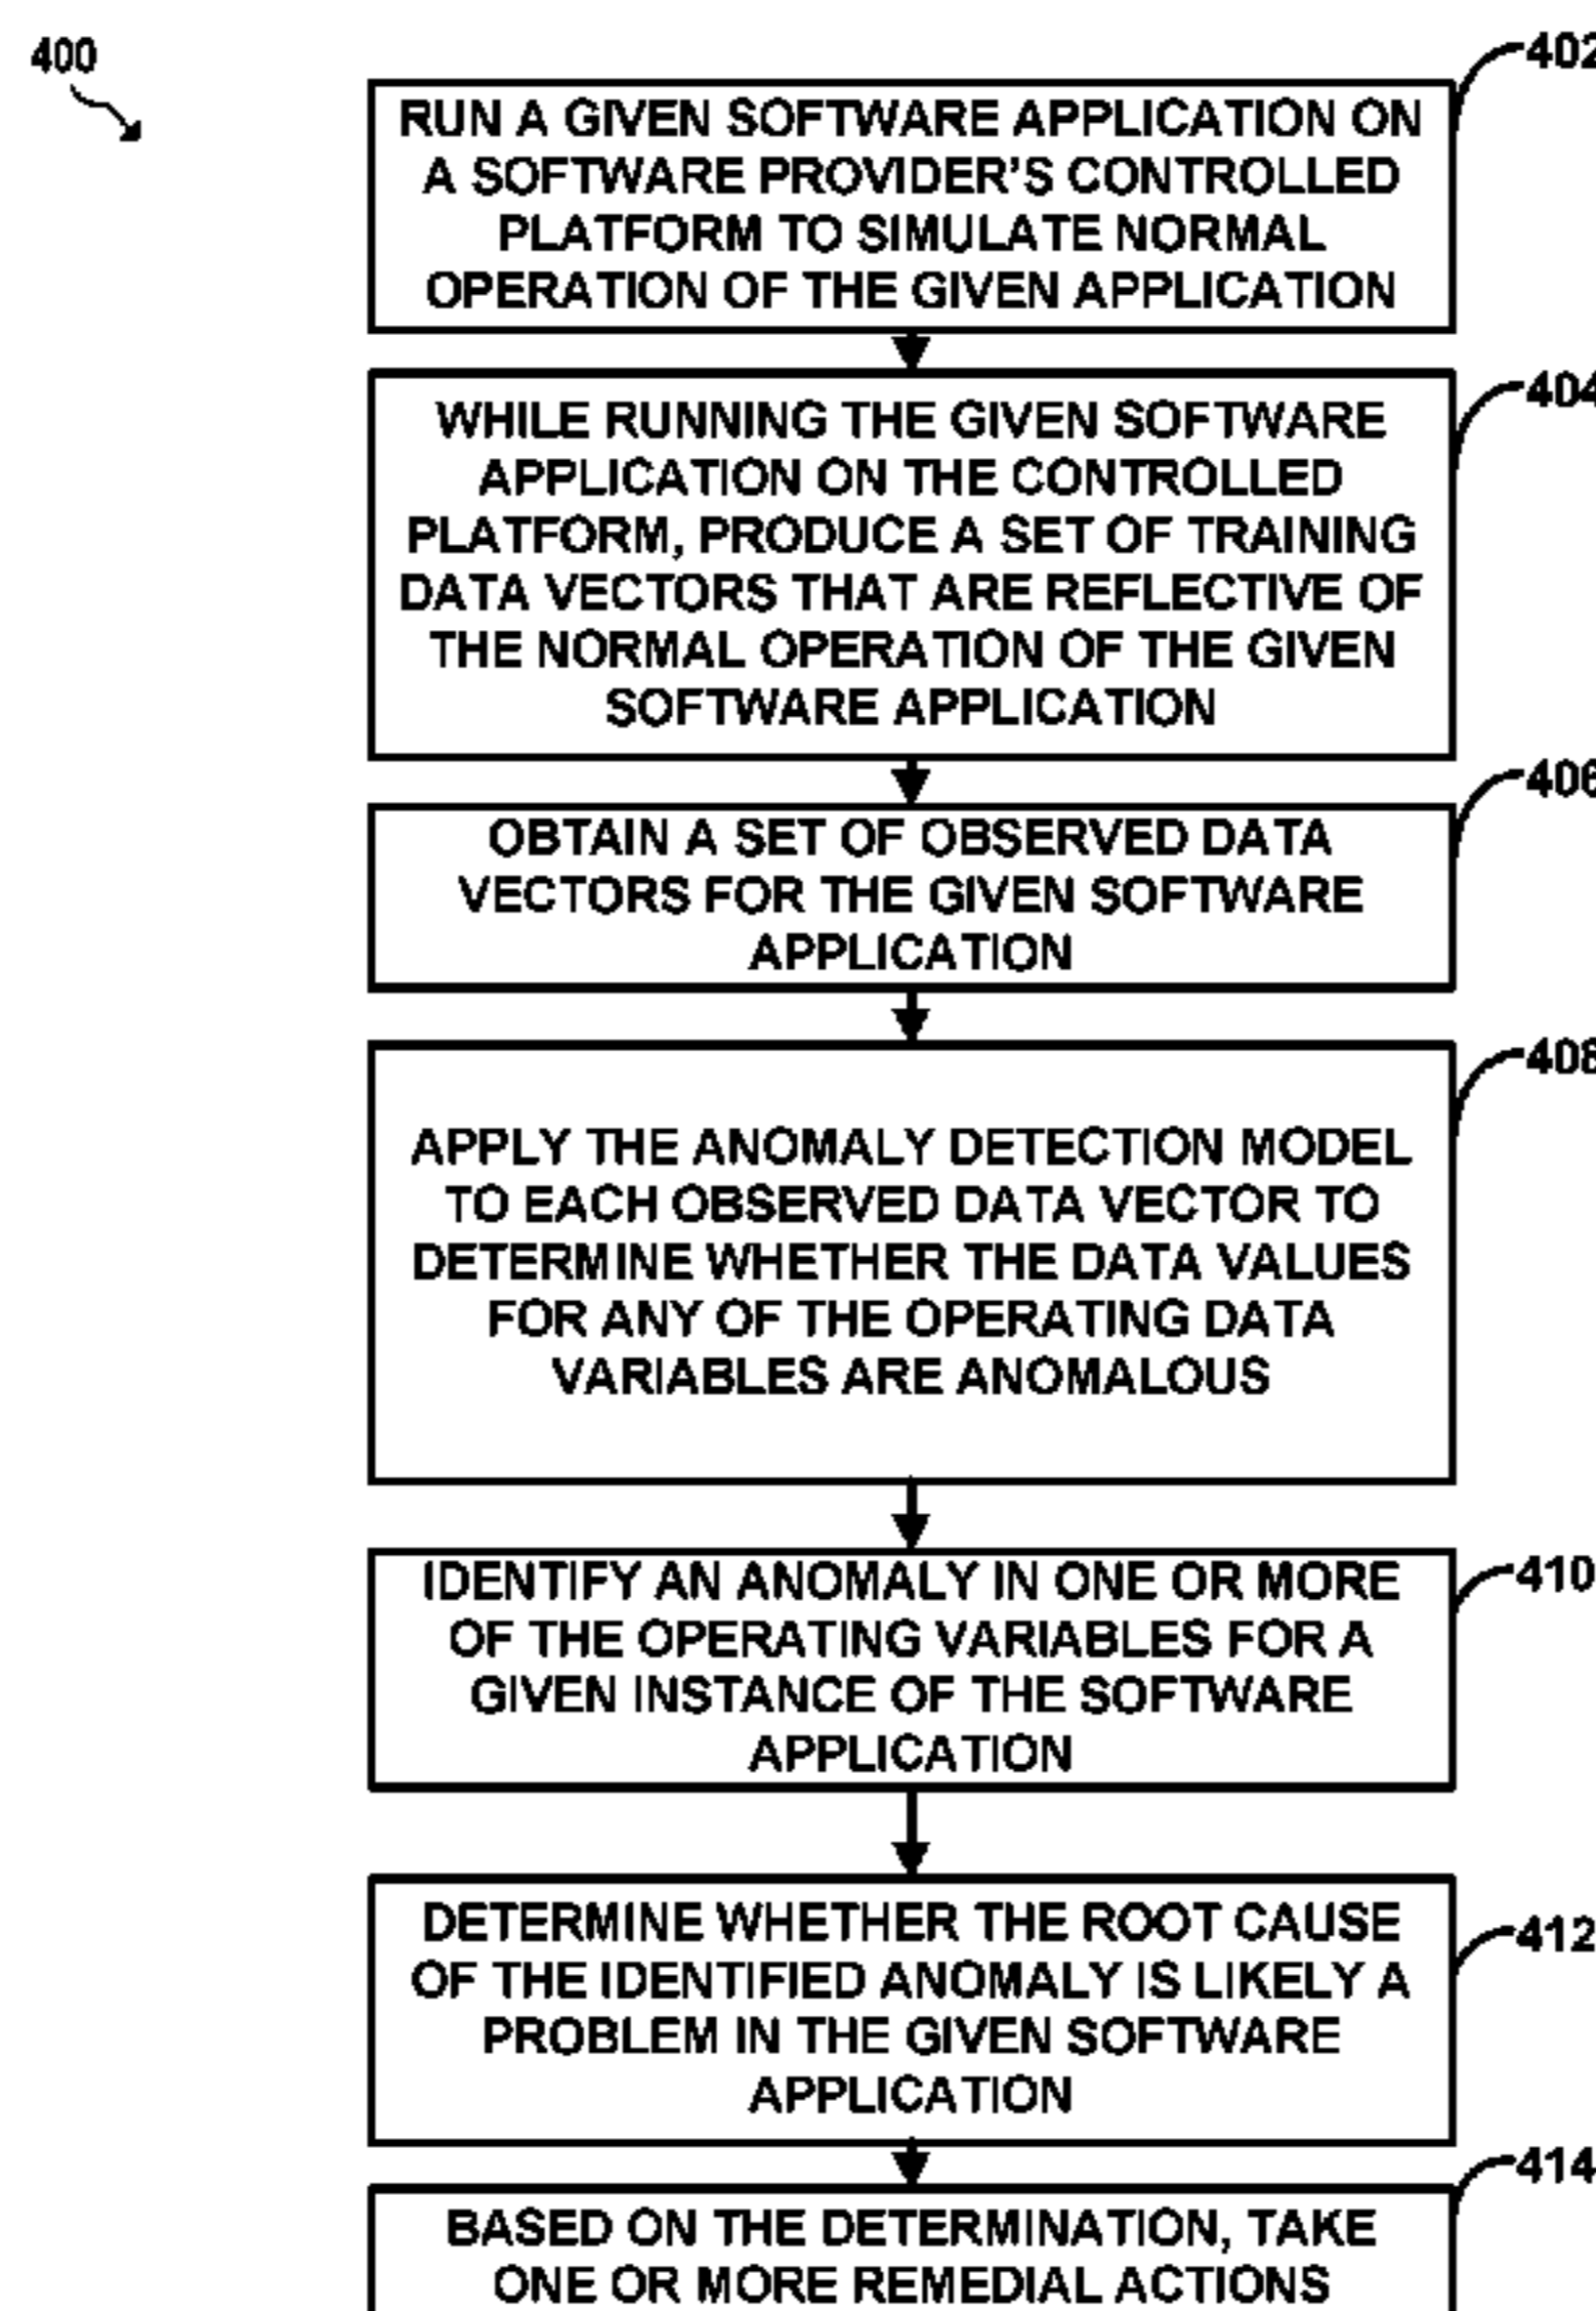 400
402
RUN A GIVEN SOFTWARE APPLICATION ON
A SOFTWARE PROVIDER'S CONTROLLED
PLATFORM TO SIMULATE NORMAL
OPERATION OF THE GIVEN APPLICATION
404
WHILE RUNNING THE GIVEN SOFTWARE
APPLICATION ON THE CONTROLLED
PLATFORM, PRODUCE A SET OF TRAINING
DATA VECTORS THAT ARE REFLECTIVE OF
THE NORMAL OPERATION OF THE GIVEN
SOFTWARE APPLICATION
406
OBTAIN A SET OF OBSERVED DATA
VECTORS FOR THE GIVEN SOFTWARE
APPLICATION
408
APPLY THE ANOMALY DETECTION MODEL
TO EACH OBSERVED DATA VECTOR TO
DETERMINE WHETHER THE DATA VALUES
FOR ANY OF THE OPERATING DATA
VARIABLES ARE ANOMALOUS
410
IDENTIFY AN ANOMALY IN ONE OR MORE
OF THE OPERATING VARIABLES FOR A
GIVEN INSTANCE OF THE SOFTWARE
APPLICATION
412
DETERMINE WHETHER THE ROOT CAUSE
OF THE IDENTIFIED ANOMALY IS LIKELY A
PROBLEM IN THE GIVEN SOFTWARE
APPLICATION
414
BASED ON THE DETERMINATION, TAKE
ONE OR MORE REMEDIAL ACTIONS